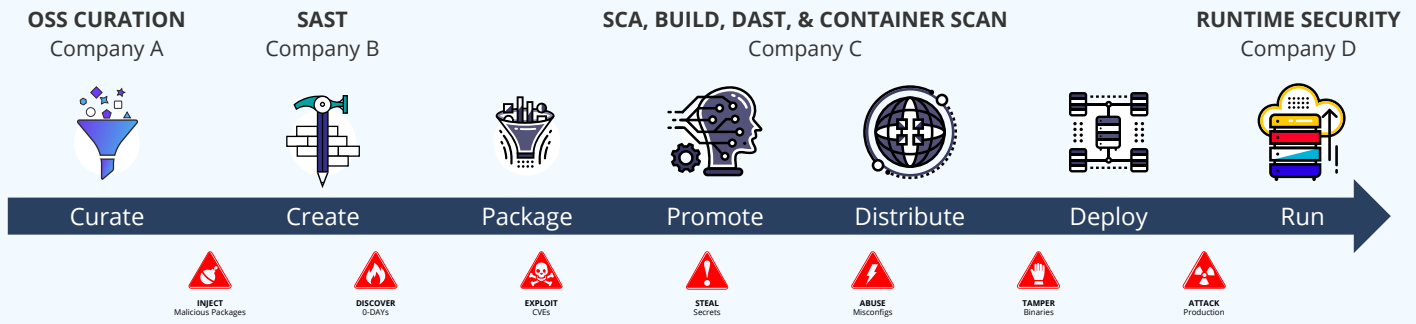 OSS CURATION
Company A
SAST
Company B
SCA, BUILD, DAST, & CONTAINER SCAN
Company C
RUNTIME SECURITY
Company D
Curate
Create
Package
Promote
Distribute
Deploy
Run
INJECT
Malicious Packages
DISCOVER
0-DAYs
EXPLOIT
CVEs
STEAL
Secrets
ABUSE
Misconfigs
TAMPER
Binaries
ATTACK
Production